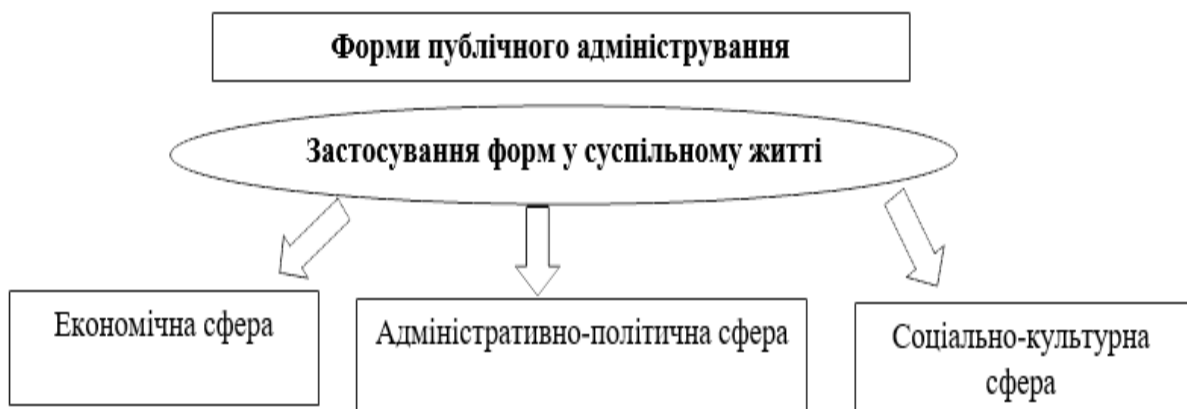 Форми публічного адміністрування
Застосування форм у суспільному житті
Економічна сфера
Адміністративно-політична сфера
Соціально-культурна
сфера